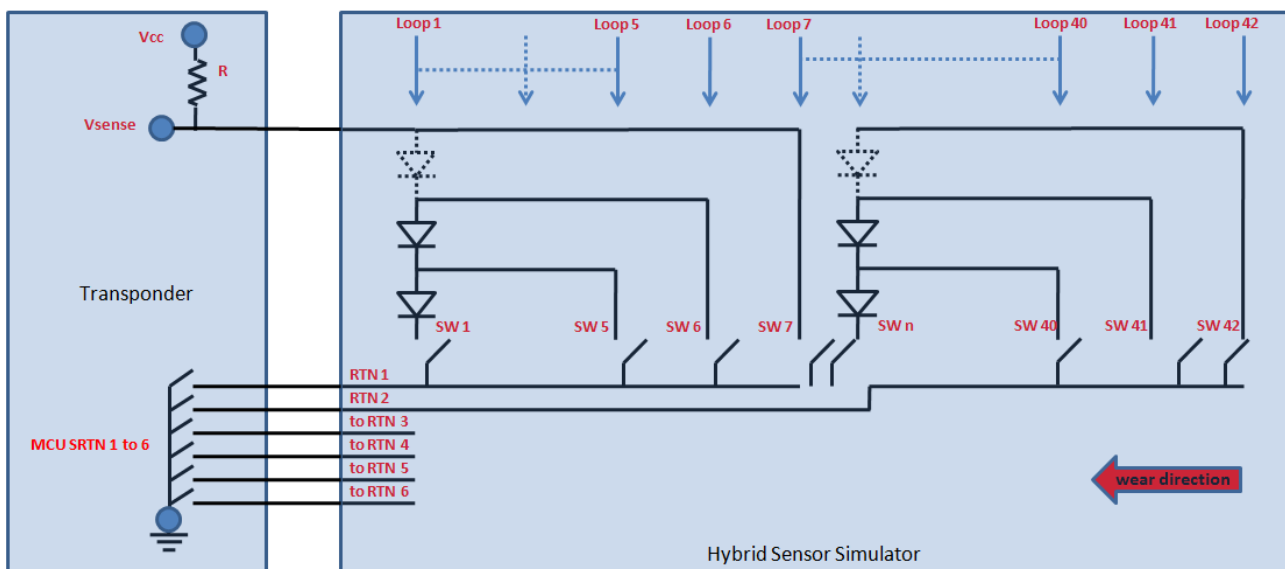 Loop 1
Loop 5
Loop 6
Loop 7
Loop 40
Loop 41
Loop 42
Vcc
R
Vsense
Transponder
SW 1
SW 5
SW 6
SW 7
SW n
SW 40
SW 41
SW 42
RTN 1
RTN 2
to RTN 3
to RTN 4
to RTN 5
to RTN 6
MCU SRTN 1 to 6
wear direction
Hybrid Sensor Simulator